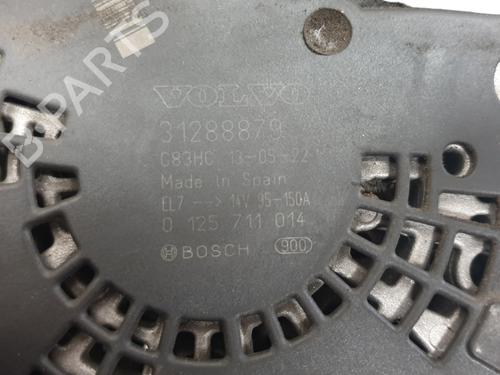 B-PARTS
VOLVO
31288879
C83HC 13-05-22
Made in Spain
EL7 --> 14V 95-150A
0 125 711 014
BOSCH 900